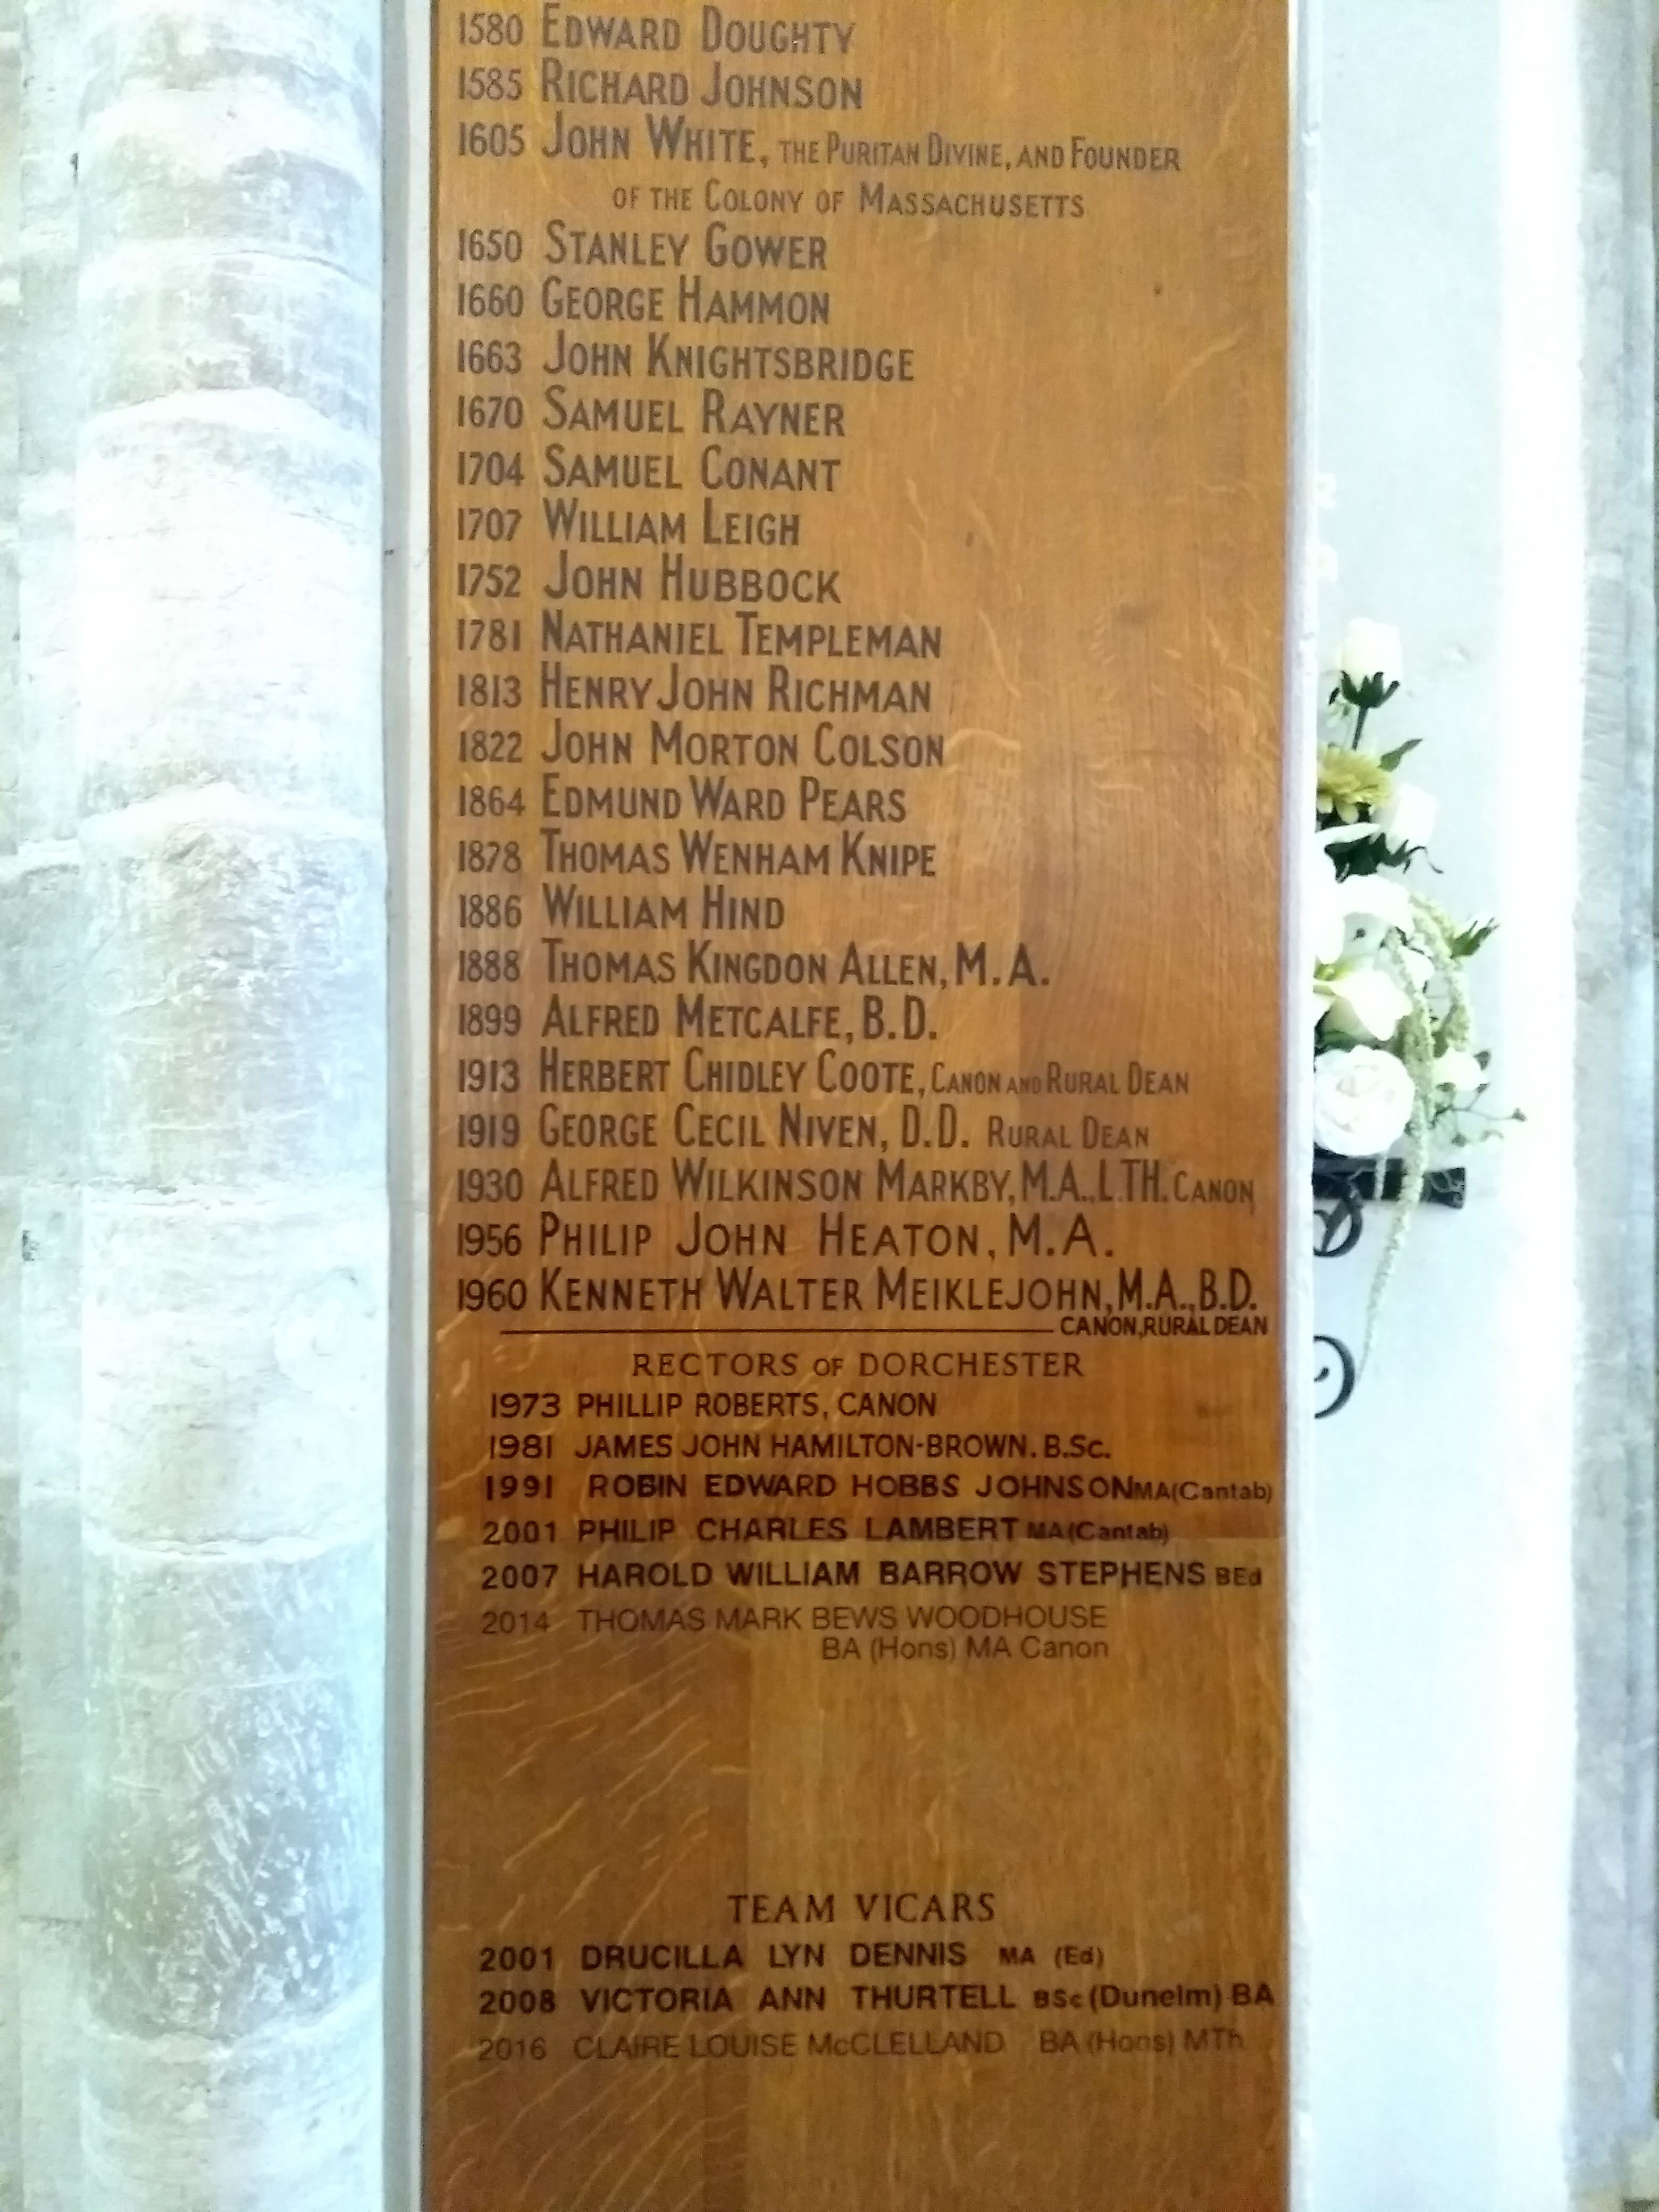 1580 EDWARD DOUGHTY
1585 RICHARD JOHNSON
1605 JOHN WHITE, THE PURITAN DIVINE, AND FOUNDER
OF THE COLONY OF MASSACHUSETTS
1650 STANLEY GOWER
1660 GEORGE HAMMON
1663 JOHN KNIGHTSBRIDGE
1670 SAMUEL RAYNER
1704 SAMUEL CONANT
1707 WILLIAM LEIGH
1752 JOHN HUBBOCK
1781 NATHANIEL TEMPLEMAN
1813 HENRY JOHN RICHMAN
1822 JOHN MORTON COLSON
1864 EDMUND WARD PEARS
1878 THOMAS WENHAM KNIPE
1886 WILLIAM HIND
1888 THOMAS KINGDON ALLEN, M.A.
1899 ALFRED METCALFE, B.D.
1913 HERBERT CHIDLEY COOTE, CANON AND RURAL DEAN
1919 GEORGE CECIL NIVEN, D.D. RURAL DEAN
1930 ALFRED WILKINSON MARKBY, M.A., L.TH. CANON
1956 PHILIP JOHN HEATON, M.A.
1960 KENNETH WALTER MEIKLEJOHN, M.A., B.D.
CANON, RURAL DEAN
RECTORS OF DORCHESTER
1973 PHILLIP ROBERTS, CANON
1981 JAMES JOHN HAMILTON-BROWN. B.Sc.
1991 ROBIN EDWARD HOBBS JOHNSON MA (Cantab)
2001 PHILIP CHARLES LAMBERT MA (Cantab)
2007 HAROLD WILLIAM BARROW STEPHENS BEd
2014 THOMAS MARK BEWS WOODHOUSE
BA (Hons) MA Canon
TEAM VICARS
2001 DRUCILLA LYN DENNIS MA (Ed)
2008 VICTORIA ANN THURTELL BSc (Dunelm) BA
2016 CLAIRE LOUISE McCLELLAND BA (Hons) MTh